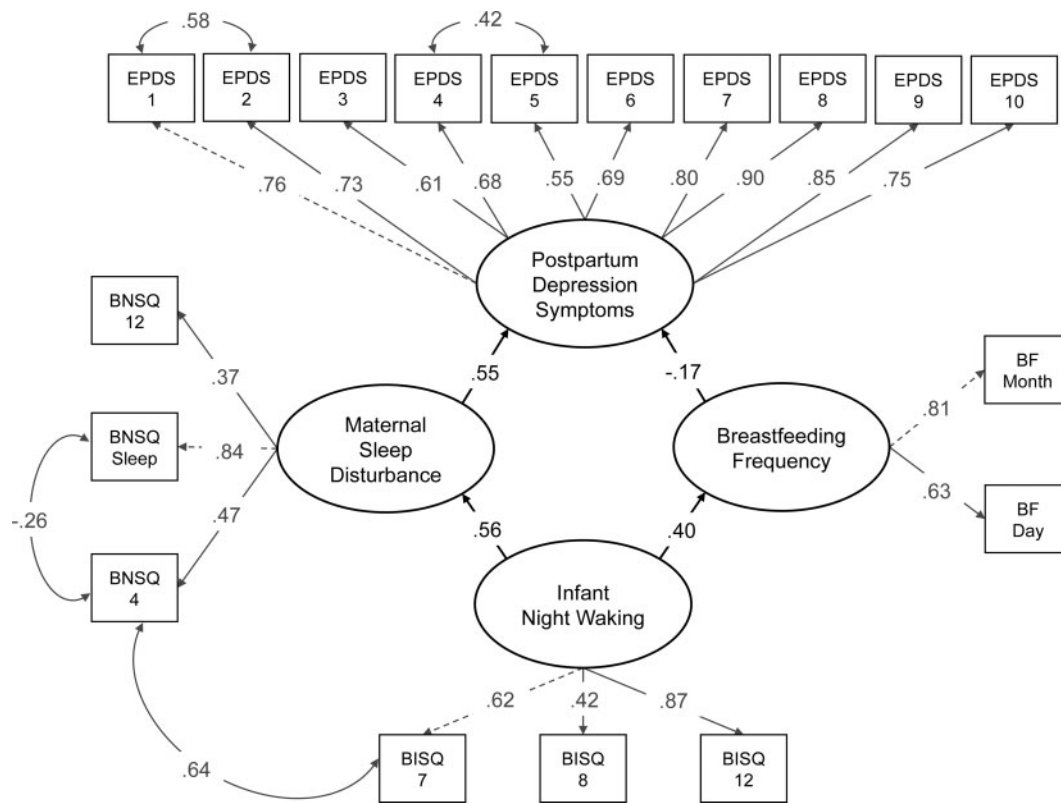 .58
.42
EPDS
1
EPDS
2
EPDS
3
EPDS
4
EPDS
5
EPDS
6
EPDS
7
EPDS
8
EPDS
9
EPDS
10
.76
.73
.61
.68
.55
.69
.80
.90
.85
.75
Postpartum
Depression
Symptoms
BNSQ
12
.37
.55
-.17
BF
Month
.81
BNSQ
Sleep
.84
Maternal
Sleep
Disturbance
Breastfeeding
Frequency
.63
BF
Day
-.26
.47
.56
.40
BNSQ
4
Infant
Night Waking
.62
.42
.87
.64
BISQ
7
BISQ
8
BISQ
12